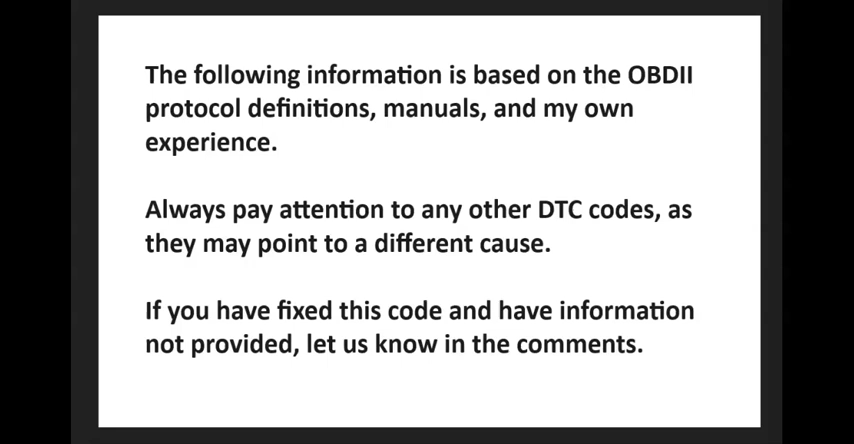 The following information is based on the OBDII
protocol definitions, manuals, and my own
experience.
Always pay attention to any other DTC codes, as
they may point to a different cause.
If you have fixed this code and have information
not provided, let us know in the comments.